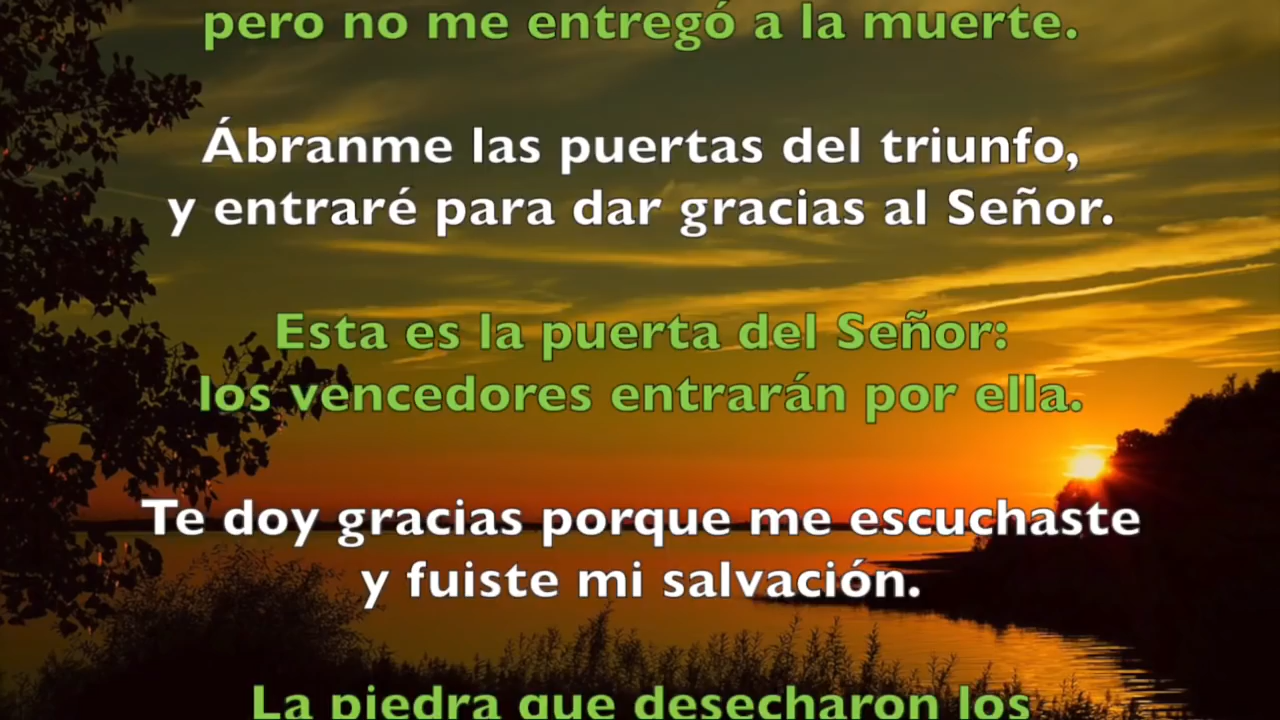 pero no me entregó a la muerte.
Ábranme las puertas del triunfo,
y entraré para dar gracias al Señor.
Esta es la puerta del Señor:
los vencedores entrarán por ella.
Te doy gracias porque me escuchaste
y fuiste mi salvación.
La piedra que desecharon los